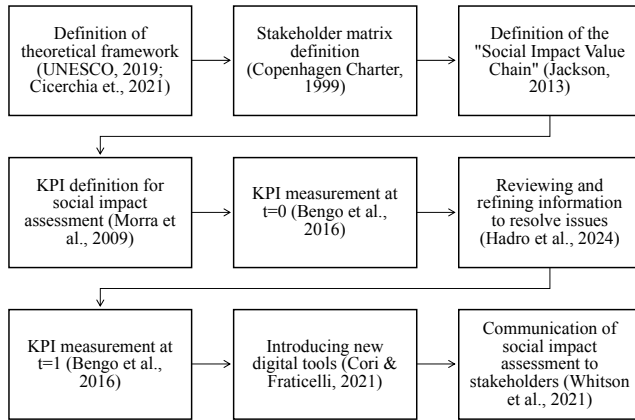 Definition of
theoretical framework
(UNESCO, 2019;
Cicerchia et., 2021)
Stakeholder matrix
definition
(Copenhagen Charter,
1999)
Definition of the
"Social Impact Value
Chain" (Jackson,
2013)
KPI definition for
social impact
assessment (Morra et
al., 2009)
KPI measurement at
t=0 (Bengo et al.,
2016)
Reviewing and
refining information
to resolve issues
(Hadro et al., 2024)
KPI measurement at
t=1 (Bengo et al.,
2016)
Introducing new
digital tools (Cori &
Fraticelli, 2021)
Communication of
social impact
assessment to
stakeholders (Whitson
et al., 2021)